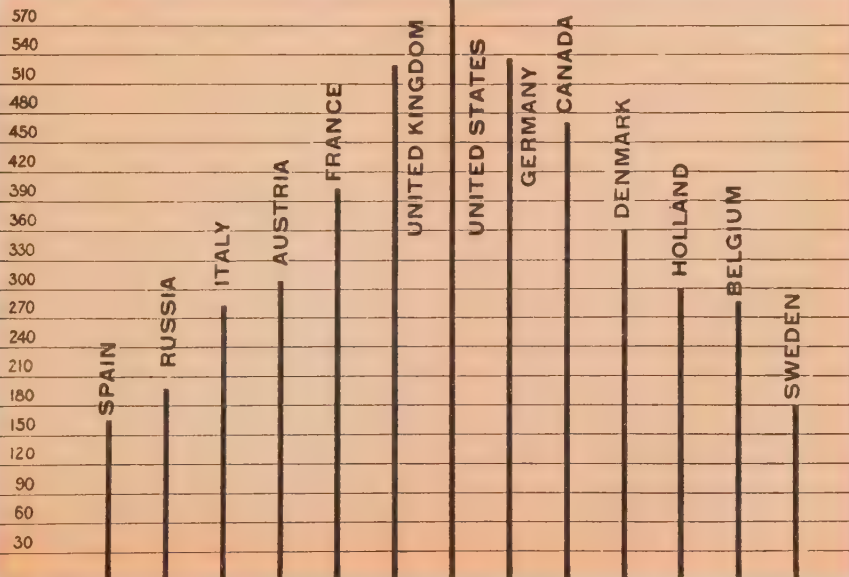 570
540
510
480
450
420
390
360
330
300
270
240
210
180
150
120
90
60
30
SPAIN
RUSSIA
ITALY
AUSTRIA
FRANCE
UNITED KINGDOM
UNITED STATES
GERMANY
CANADA
DENMARK
HOLLAND
BELGIUM
SWEDEN